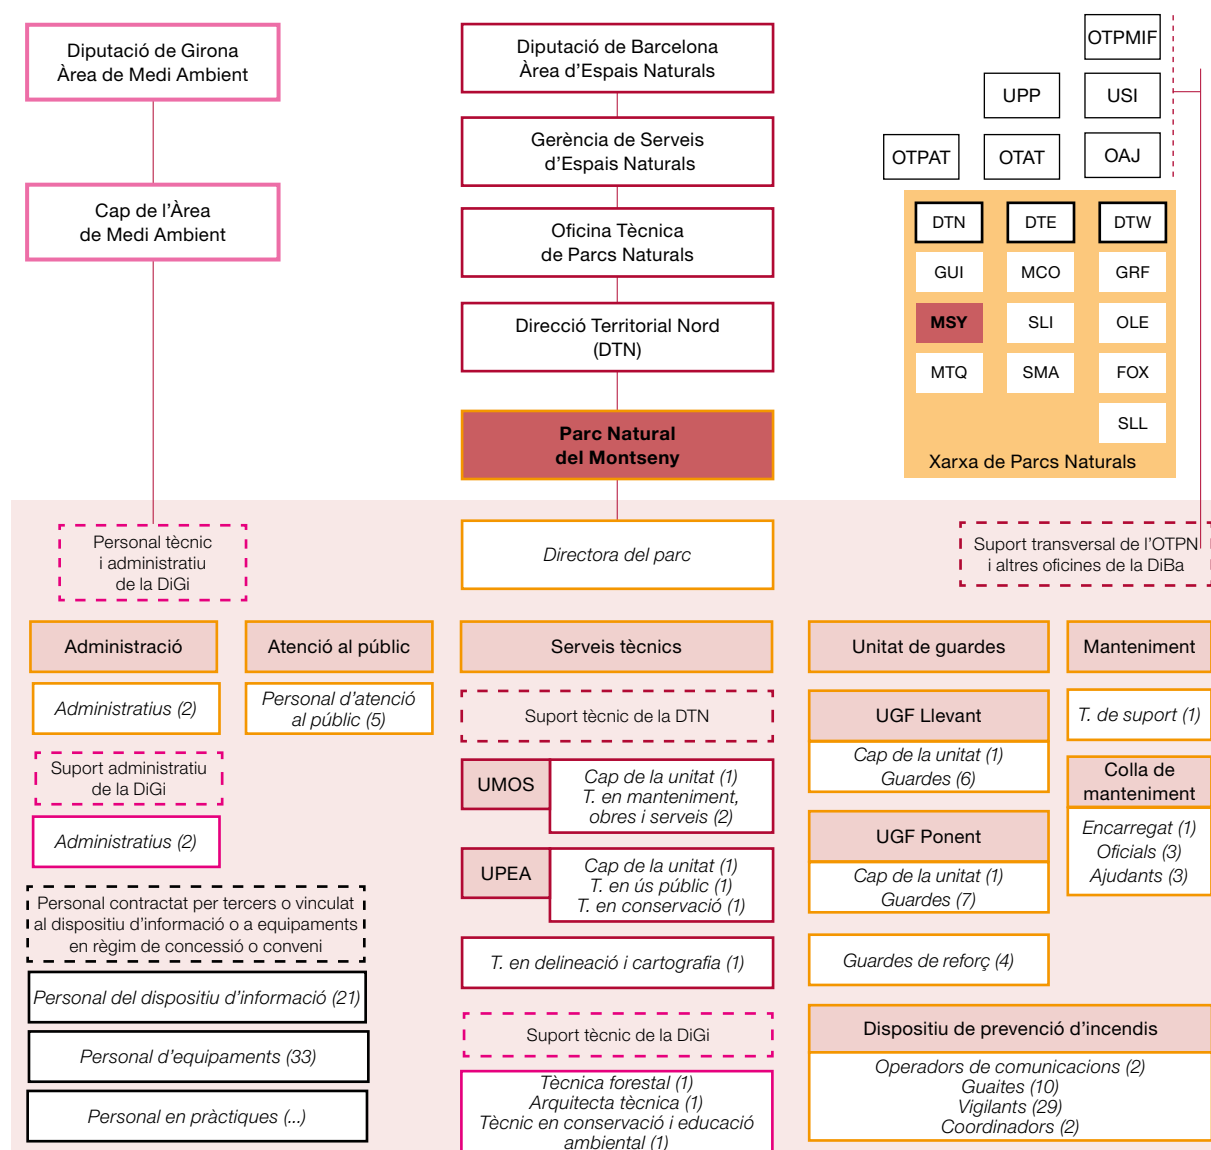 Diputació de Girona
Àrea de Medi Ambient
Cap de l'Àrea
de Medi Ambient
Diputació de Barcelona
Àrea d'Espais Naturals
Gerència de Serveis
d'Espais Naturals
Oficina Tècnica
de Parcs Naturals
Direcció Territorial Nord
(DTN)
Parc Natural
del Montseny
OTPMIF
UPP
USI
OTPAT
OTAT
OAJ
DTN
DTE
DTW
GUI
MCO
GRF
MSY
SLI
OLE
MTQ
SMA
FOX
SLL
Xarxa de Parcs Naturals
Personal tècnic
i administratiu
de la DiGi
Directora del parc
Suport transversal de l'OTPN
i altres oficines de la DiBa
Administració
Administratius (2)
Suport administratiu
de la DiGi
Administratius (2)
Atenció al públic
Personal d'atenció
al públic (5)
Personal contractat per tercers o vinculat
al dispositiu d'informació o a equipaments
en règim de concessió o conveni
Personal del dispositiu d'informació (21)
Personal d'equipaments (33)
Personal en pràctiques (...)
Serveis tècnics
Suport tècnic de la DTN
UMOS
Cap de la unitat (1)
T. en manteniment,
obres i serveis (2)
UPEA
Cap de la unitat (1)
T. en ús públic (1)
T. en conservació (1)
T. en delineació i cartografia (1)
Suport tècnic de la DiGi
Tècnica forestal (1)
Arquitecta tècnica (1)
Tècnic en conservació i educació
ambiental (1)
Unitat de guardes
UGF Llevant
Cap de la unitat (1)
Guardes (6)
UGF Ponent
Cap de la unitat (1)
Guardes (7)
Guardes de reforç (4)
Manteniment
T. de suport (1)
Colla de
manteniment
Encarregat (1)
Oficials (3)
Ajudants (3)
Dispositiu de prevenció d'incendis
Operadors de comunicacions (2)
Guaites (10)
Vigilants (29)
Coordinadors (2)